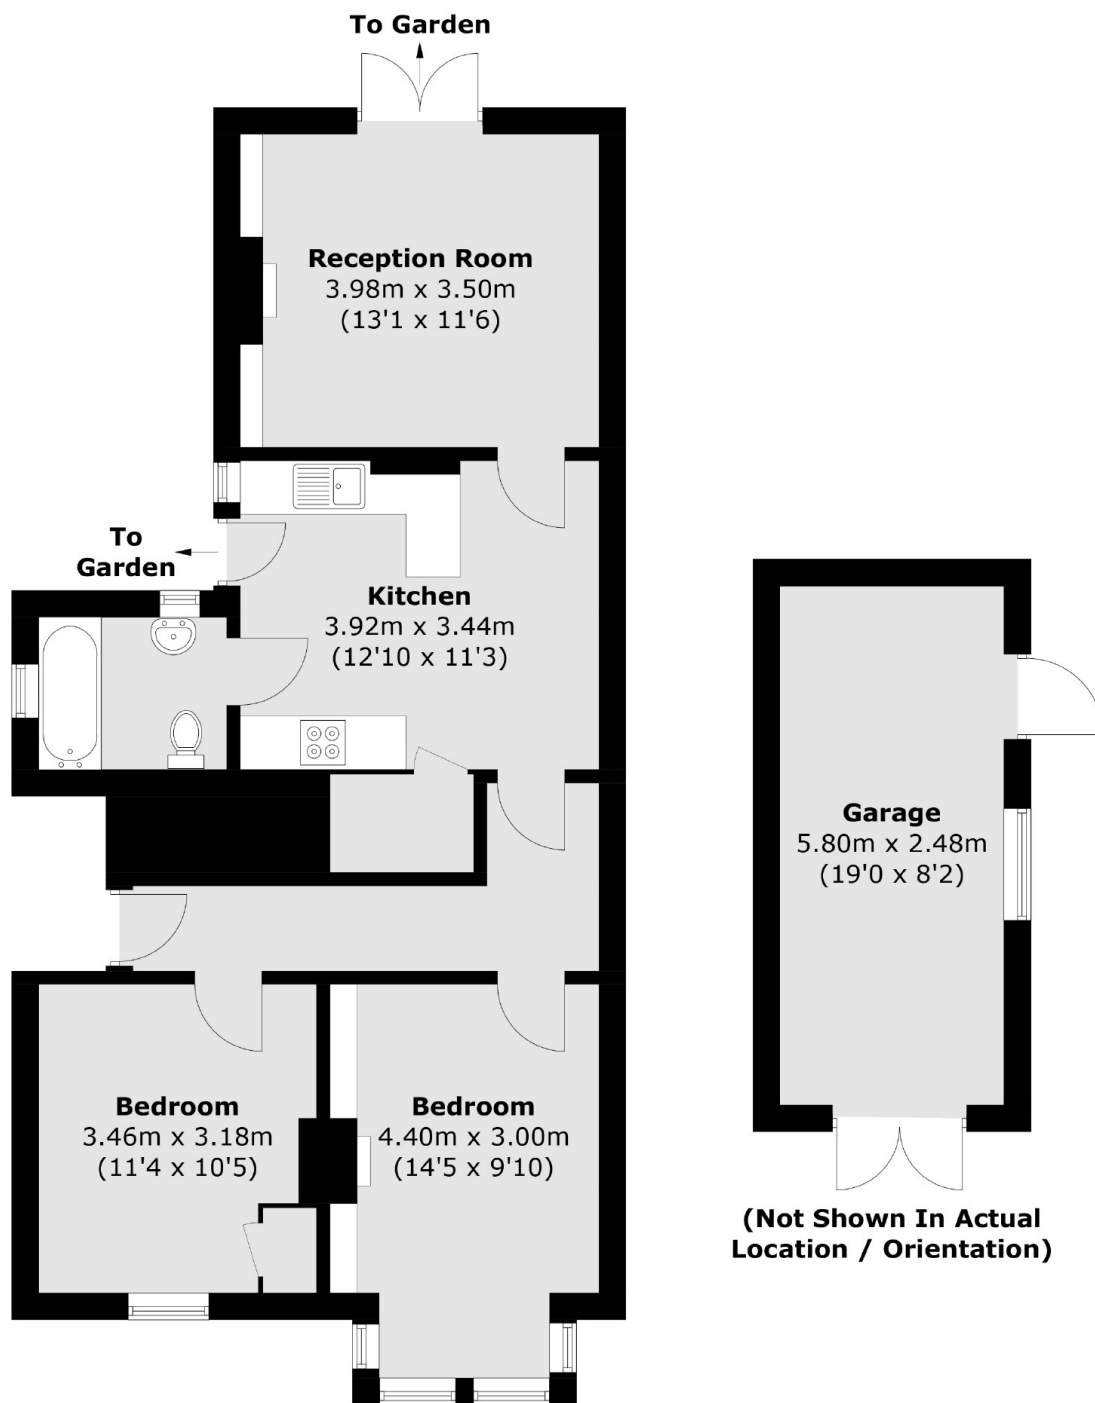 To Garden
Reception Room
3.98m x 3.50m
(13'1 x 11'6)
To
Garden
Kitchen
3.92m x 3.44m
(12'10 x 11'3)
Garage
5.80m x 2.48m
(19'0 x 8'2)
Bedroom
3.46m x 3.18m
(11'4 x 10'5)
Bedroom
4.40m x 3.00m
(14'5 x 9'10)
(Not Shown In Actual
Location / Orientation)